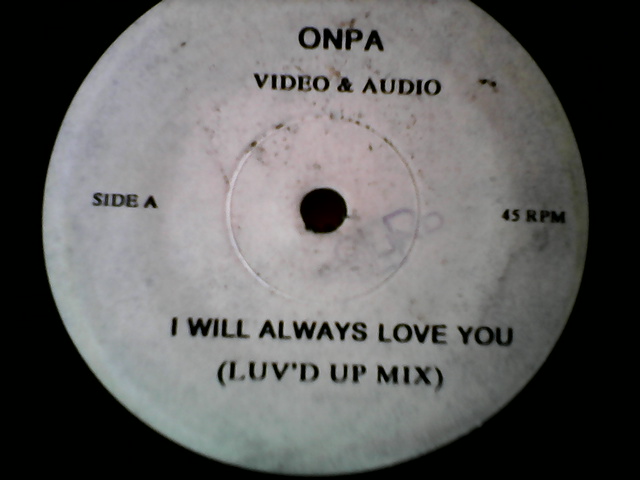 ONPA
VIDEO & AUDIO
SIDE A
45 RPM
I WILL ALWAYS LOVE YOU
(LUV'D UP MIX)